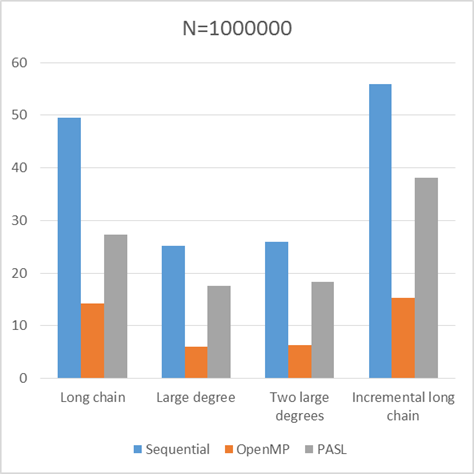 N=1000000
60
50
40
30
20
10
0
Long chain
Large degree
Two large
degrees
Incremental long
chain
Sequential
OpenMP
PASL